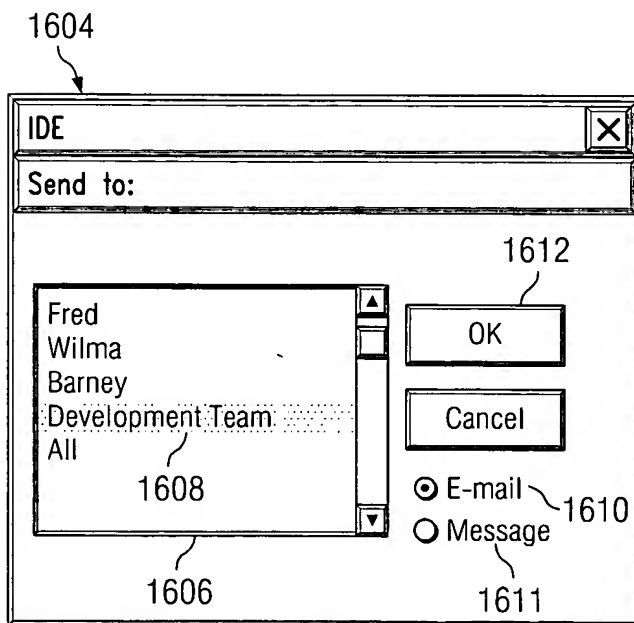 1604
IDE
Send to:
1612
Fred
Wilma
Barney
Development Team
All
1608
OK
Cancel
E-mail
1610
Message
1606
1611